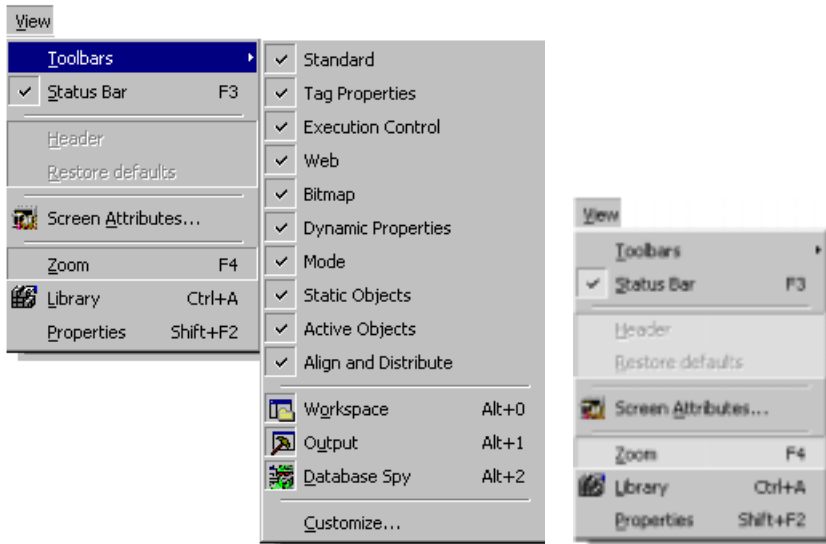 View
Toolbars
Status Bar F3
Header
Restore defaults
Screen Attributes...
Zoom F4
Library Ctrl+A
Properties Shift+F2
Standard
Tag Properties
Execution Control
Web
Bitmap
Dynamic Properties
Mode
Static Objects
Active Objects
Align and Distribute
Workspace Alt+0
Output Alt+1
Database Spy Alt+2
Customize...
View
Toolbars
Status Bar F3
Header
Restore defaults
Screen Attributes...
Zoom F4
Library Ctrl+A
Properties Shift+F2